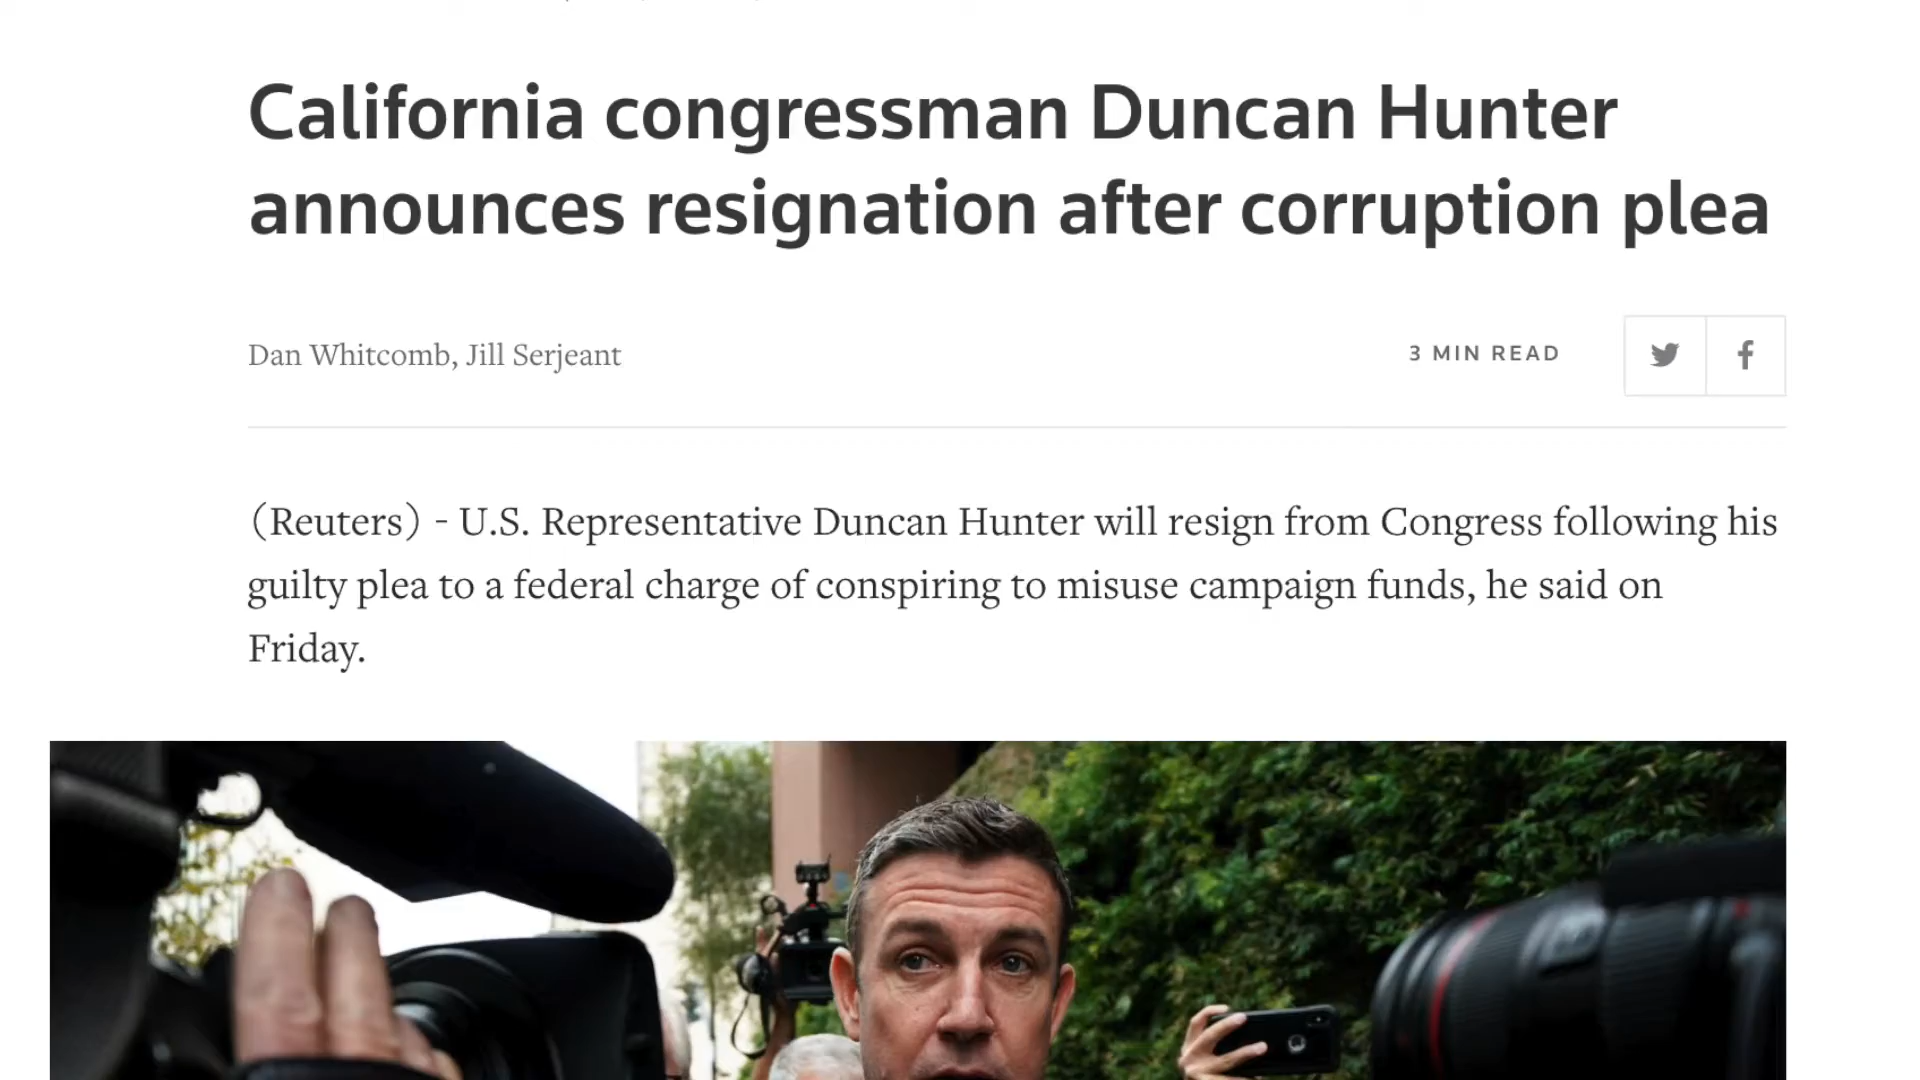 California congressman Duncan Hunter
announces resignation after corruption plea
Dan Whitcomb, Jill Serjeant
3 MIN READ
(Reuters) - U.S. Representative Duncan Hunter will resign from Congress following his
guilty plea to a federal charge of conspiring to misuse campaign funds, he said on
Friday.